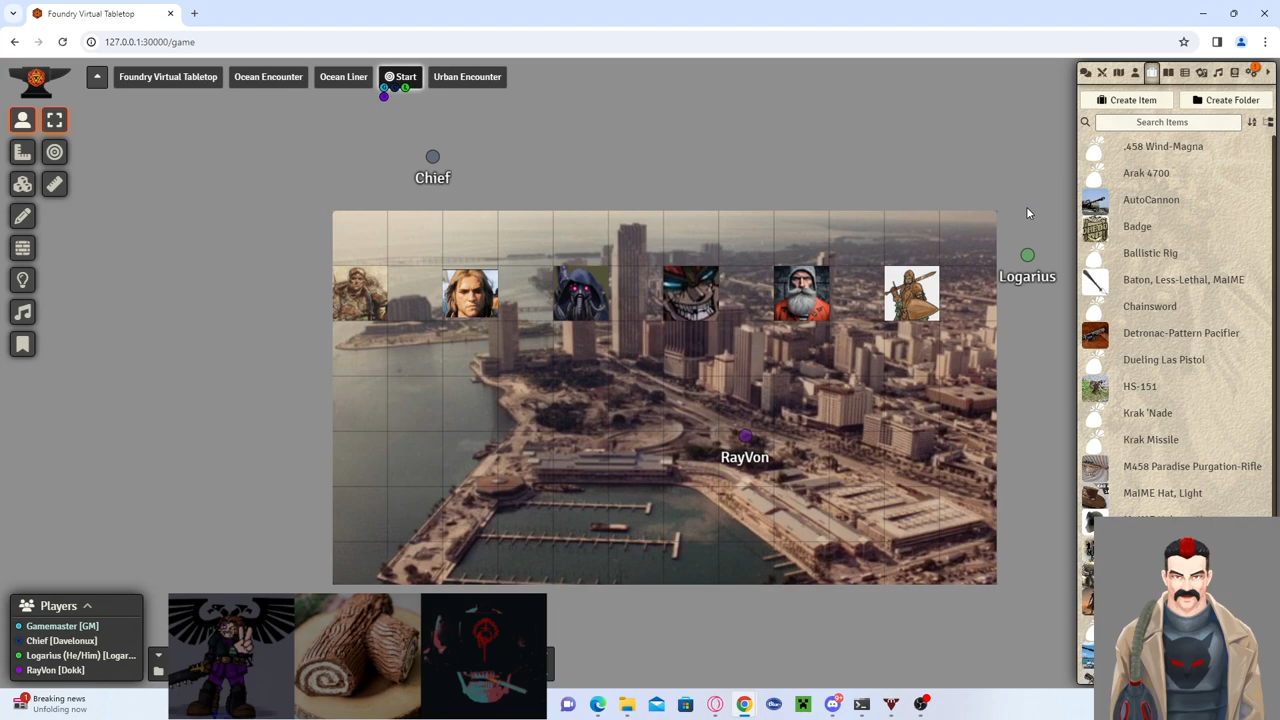 Foundry Virtual Tabletop
127.0.0.1:30000/game
Foundry Virtual Tabletop
Ocean Encounter
Ocean Liner
Start
Urban Encounter
Create Item
Create Folder
Search Items
Chief
Logarius
RayVon
.458 Wind-Magna
Arak 4700
AutoCannon
Badge
Ballistic Rig
Baton, Less-Lethal, MaIME
Chainsword
Detronac-Pattern Pacifier
Dueling Las Pistol
HS-151
Krak 'Nade
Krak Missile
M458 Paradise Purgation-Rifle
MaIME Hat, Light
Players
Gamemaster [GM]
Chief [Davelonux]
Logarius (He/Him) [Logar...
RayVon [Dokk]
Breaking news
Unfolding now